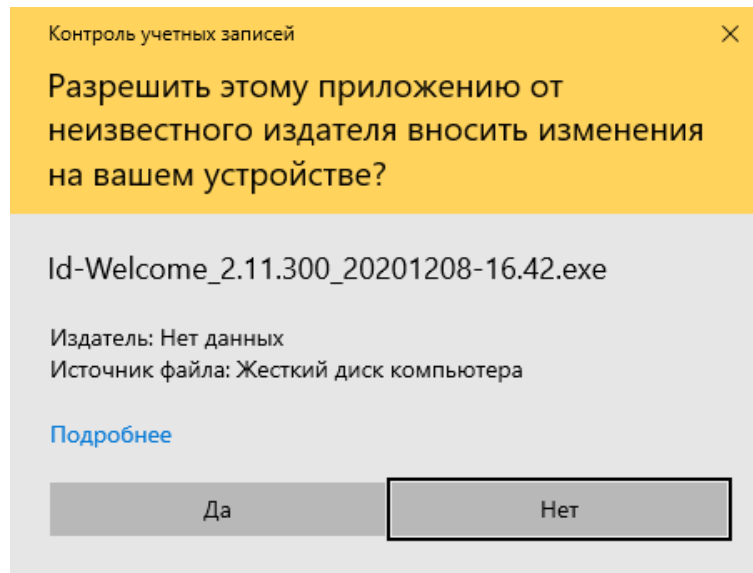 Контроль учетных записей
Разрешить этому приложению от
неизвестного издателя вносить изменения
на вашем устройстве?
Id-Welcome_2.11.300_20201208-16.42.exe
Издатель: Нет данных
Источник файла: Жесткий диск компьютера
Подробнее
Да
Нет